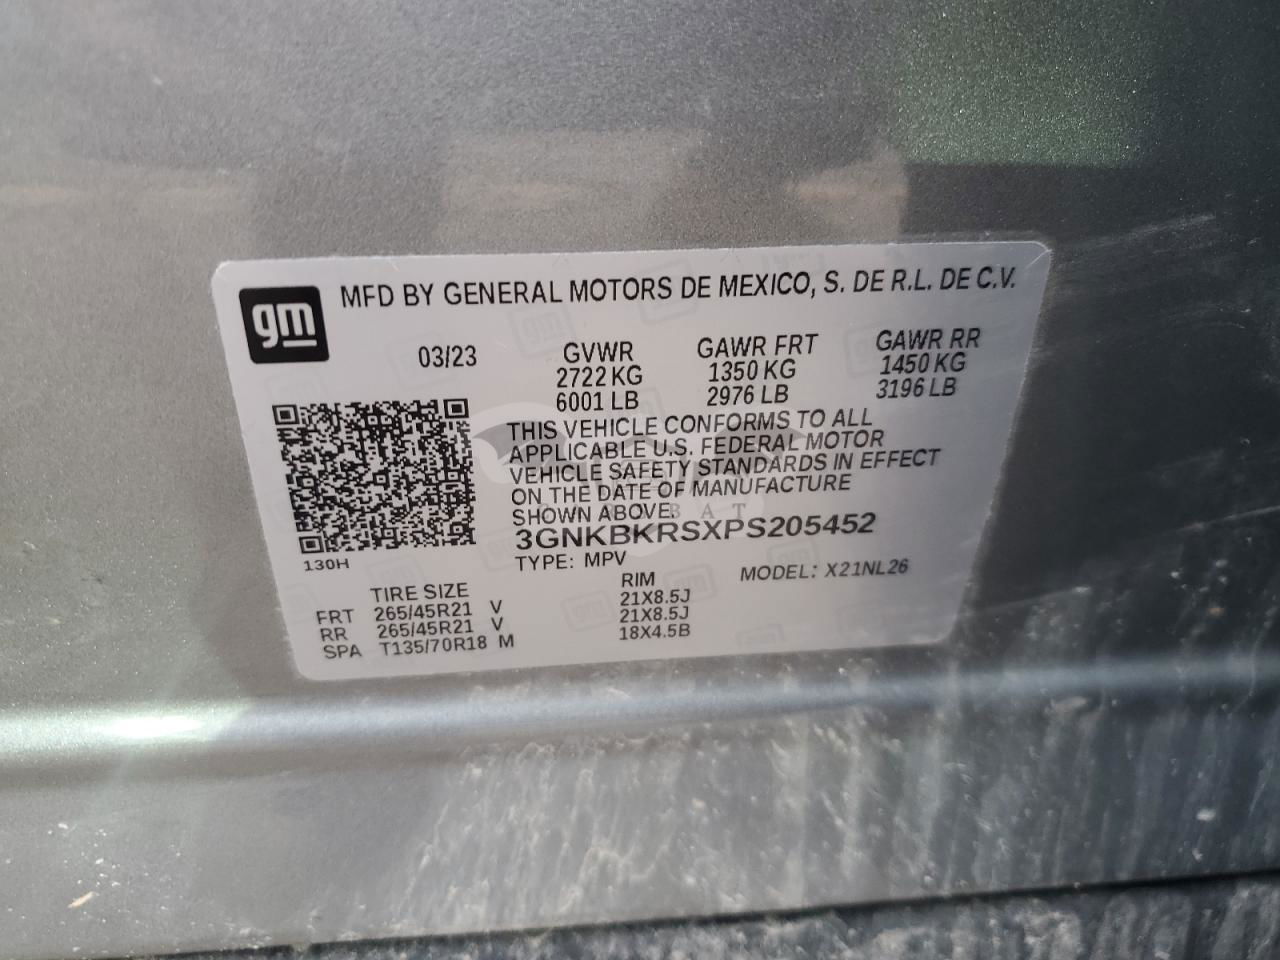 gm
MFD BY GENERAL MOTORS DE MEXICO, S. DE R.L. DE C.V.
03/23
GVWR
2722 KG
6001 LB
GAWR FRT
1350 KG
2976 LB
GAWR RR
1450 KG
3196 LB
THIS VEHICLE CONFORMS TO ALL
APPLICABLE U.S. FEDERAL MOTOR
VEHICLE SAFETY STANDARDS IN EFFECT
ON THE DATE OF MANUFACTURE
SHOWN ABOVE.
3GNKBKRSXPS205452
130H
TYPE: MPV
MODEL: X21NL26
TIRE SIZE RIM
FRT 265/45R21 V 21X8.5J
RR 265/45R21 V 21X8.5J
SPA T135/70R18 M 18X4.5B